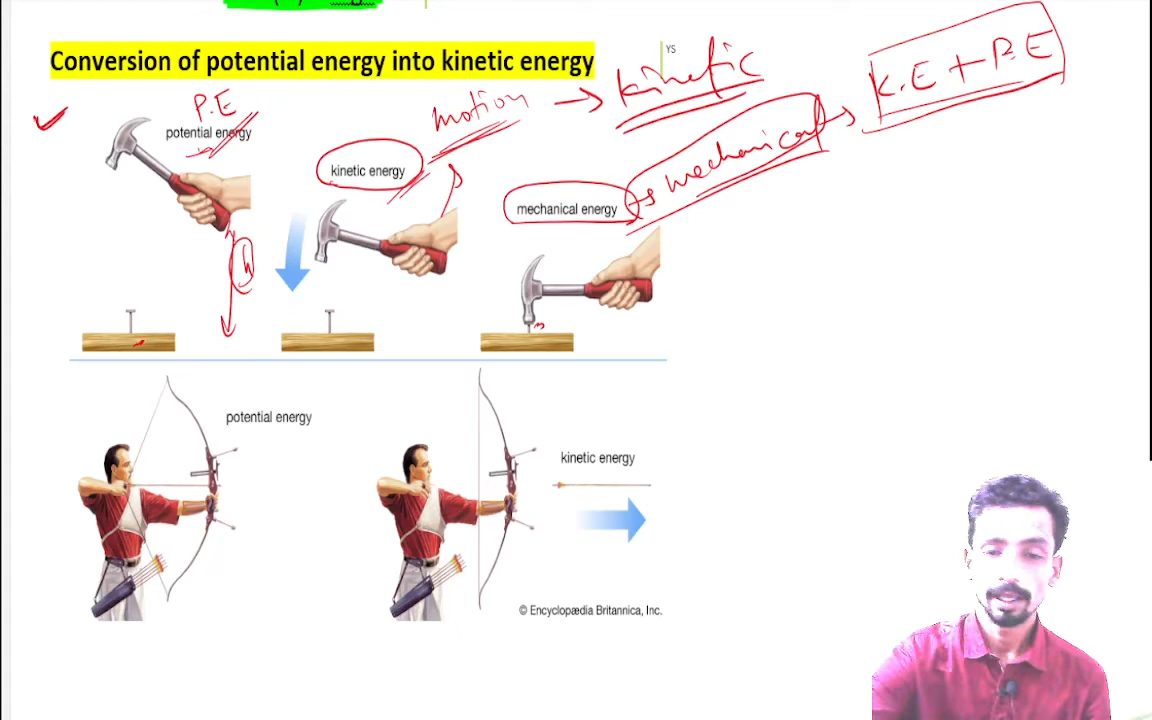 Conversion of potential energy into kinetic energy
YS
kinetic
K.E + P.E
motion
P.E
potential energy
kinetic energy
mechanical
mechanical energy
h
potential energy
kinetic energy
© Encyclopædia Britannica, Inc.